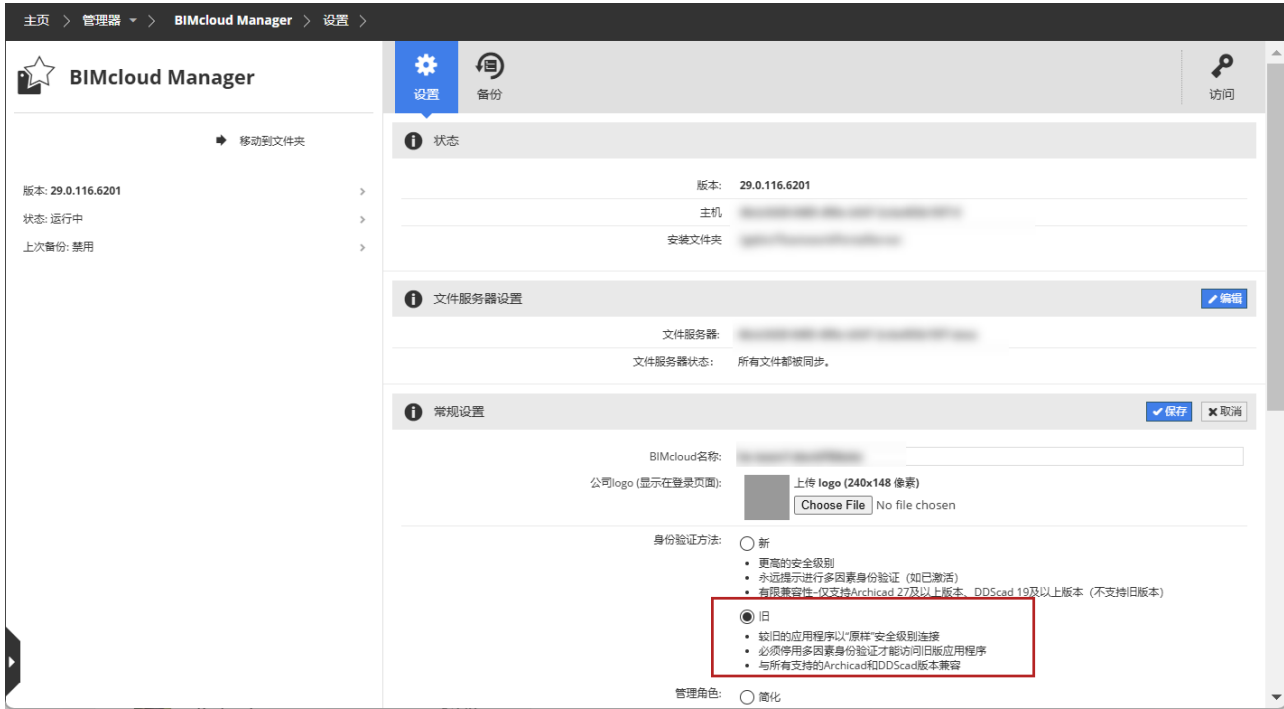 主页 > 管理器 > BIMcloud Manager > 设置 >
BIMcloud Manager
移动到文件夹
版本: 29.0.116.6201
状态: 运行中
上次备份: 禁用
设置
备份
访问
状态
版本: 29.0.116.6201
主机
安装文件夹
文件服务器设置
编辑
文件服务器:
文件服务器状态: 所有文件都被同步。
常规设置
保存 取消
BIMcloud名称:
公司logo (显示在登录页面): 上传 logo (240x148 像素)
Choose File No file chosen
身份验证方法: 新
• 更高的安全级别
• 永远提示进行多因素身份验证（如已激活）
• 有限兼容性–仅支持Archicad 27及以上版本、DDScad 19及以上版本（不支持旧版本）
旧
• 较旧的应用程序以“原样”安全级别连接
• 必须停用多因素身份验证才能访问旧版应用程序
• 与所有支持的Archicad和DDScad版本兼容
管理角色: 简化